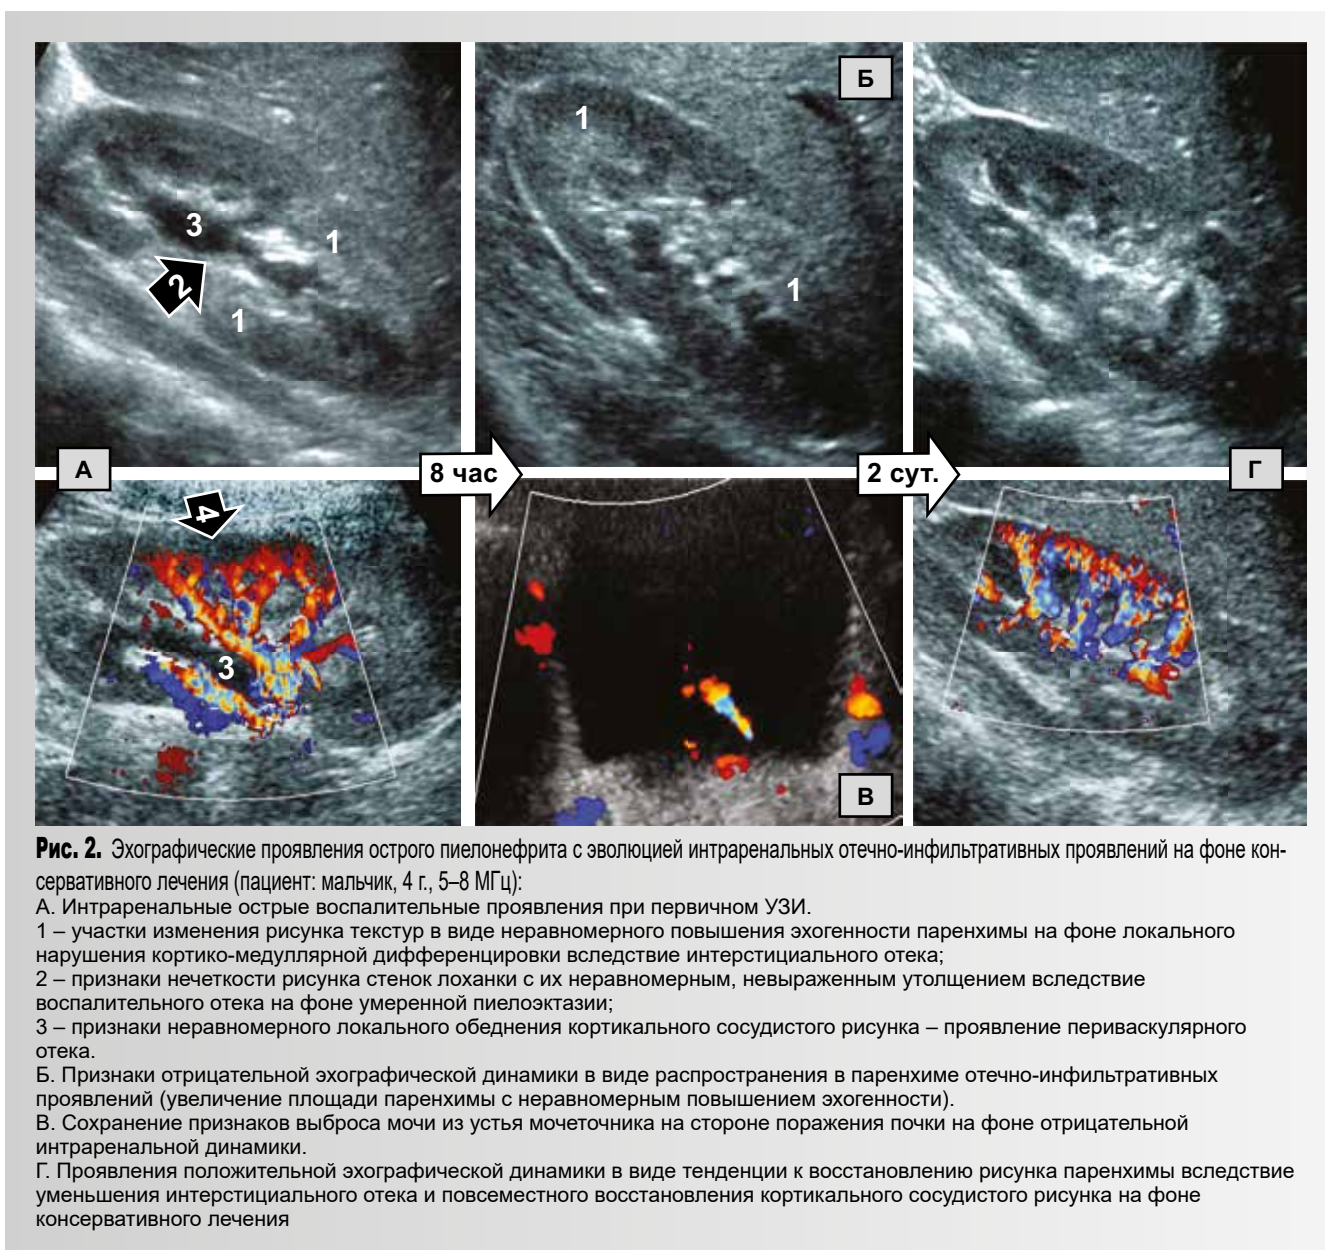 Б
1
3
1
2
1
1
А
8 час
2 сут.
Г
4
3
В
Рис. 2. Эхографические проявления острого пиелонефрита с эволюцией интраренальных отечно-инфильтративных проявлений на фоне кон-
сервативного лечения (пациент: мальчик, 4 г., 5–8 МГц):
А. Интраренальные острые воспалительные проявления при первичном УЗИ.
1 – участки изменения рисунка текстур в виде неравномерного повышения эхогенности паренхимы на фоне локального
нарушения кортико-медуллярной дифференцировки вследствие интерстициального отека;
2 – признаки нечеткости рисунка стенок лоханки с их неравномерным, невыраженным утолщением вследствие
воспалительного отека на фоне умеренной пиелоэктазии;
3 – признаки неравномерного локального обеднения кортикального сосудистого рисунка – проявление периваскулярного
отека.
Б. Признаки отрицательной эхографической динамики в виде распространения в паренхиме отечно-инфильтративных
проявлений (увеличение площади паренхимы с неравномерным повышением эхогенности).
В. Сохранение признаков выброса мочи из устья мочеточника на стороне поражения почки на фоне отрицательной
интраренальной динамики.
Г. Проявления положительной эхографической динамики в виде тенденции к восстановлению рисунка паренхимы вследствие
уменьшения интерстициального отека и повсеместного восстановления кортикального сосудистого рисунка на фоне
консервативного лечения